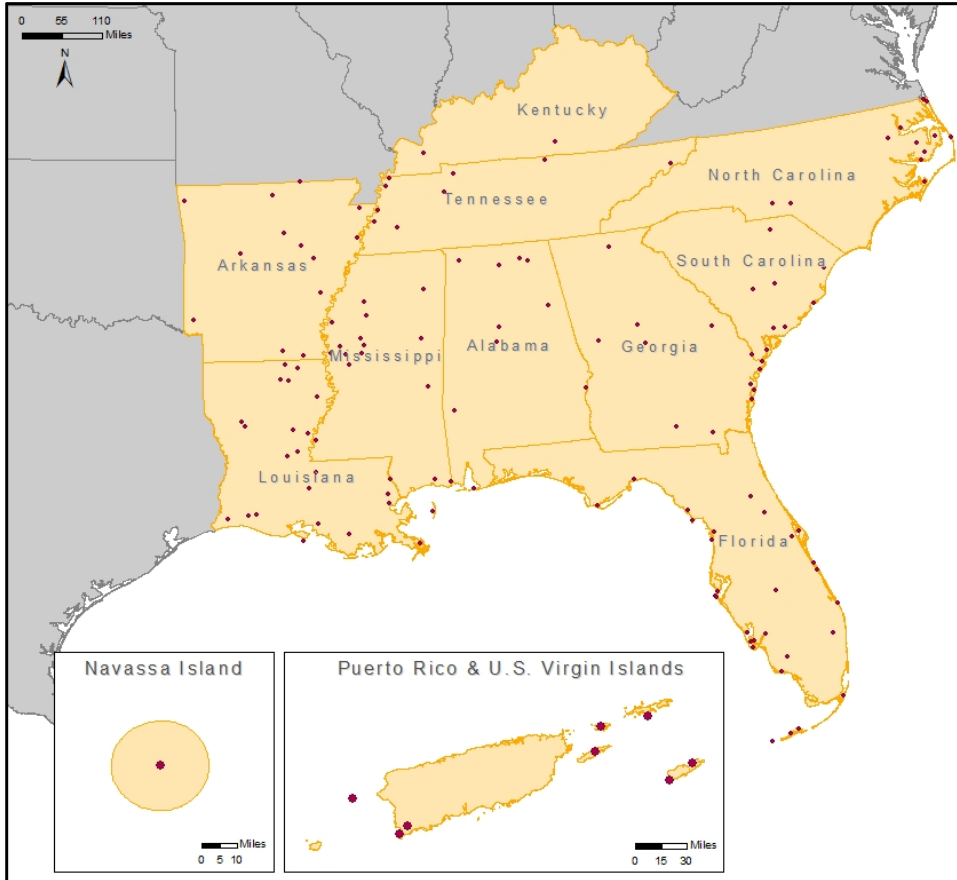 0 55 110
Miles
N
Kentucky
North Carolina
Tennessee
South Carolina
Arkansas
Mississippi
Alabama
Georgia
Louisiana
Florida
Navassa Island
Miles
0 5 10
Puerto Rico & U.S. Virgin Islands
Miles
0 15 30